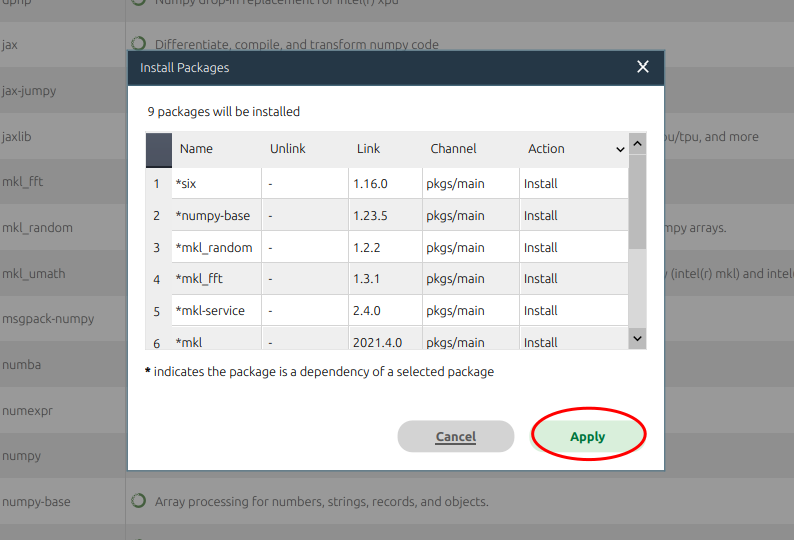 dpnp Numpy drop-in replacement for intel(r) xpu
jax Differentiate, compile, and transform numpy code
Install Packages
jax-jumpy
9 packages will be installed
jaxlib pu/tpu, and more
Name Unlink Link Channel Action
mkl_fft
1 *six - 1.16.0 pkgs/main Install
2 *numpy-base - 1.23.5 pkgs/main Install
mkl_random mpy arrays.
3 *mkl_random - 1.2.2 pkgs/main Install
mkl_umath y (intel(r) mkl) and intel
4 *mkl_fft - 1.3.1 pkgs/main Install
5 *mkl-service - 2.4.0 pkgs/main Install
msgpack-numpy
6 *mkl - 2021.4.0 pkgs/main Install
numba
* indicates the package is a dependency of a selected package
numexpr
Cancel Apply
numpy
numpy-base Array processing for numbers, strings, records, and objects.